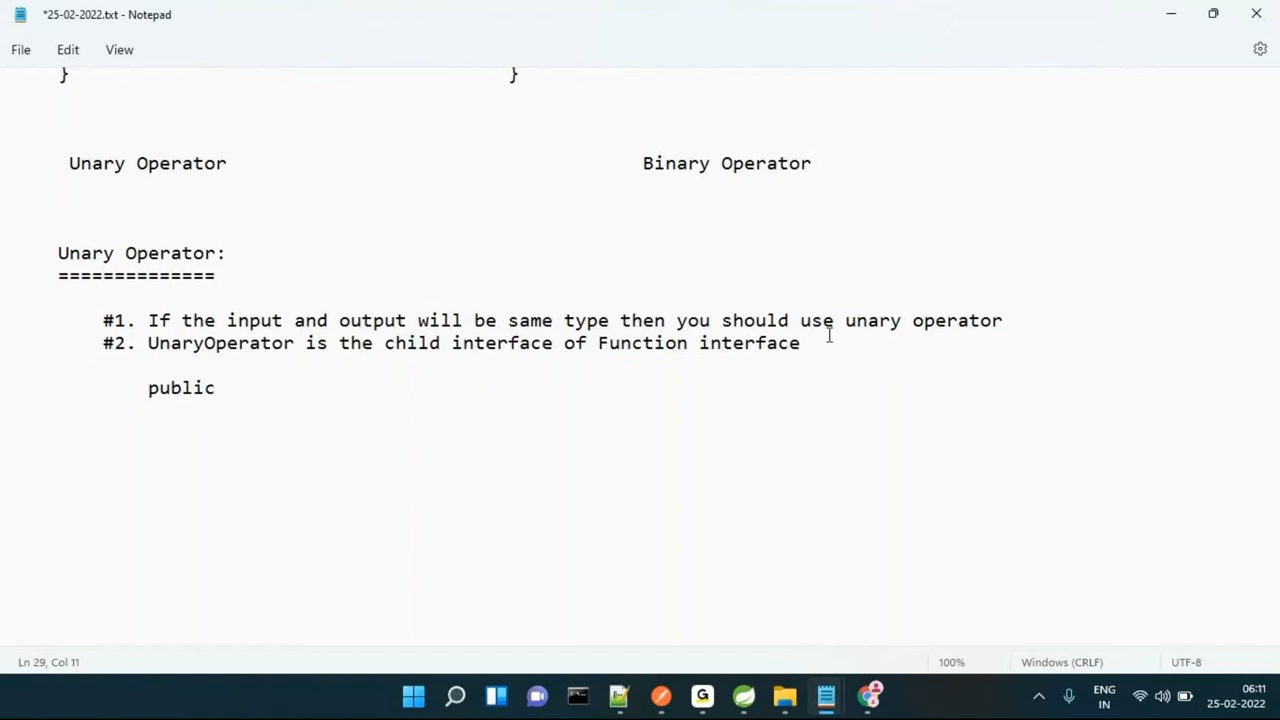 *25-02-2022.txt - Notepad
File Edit View
} }
Unary Operator Binary Operator
Unary Operator:
==============
#1. If the input and output will be same type then you should use unary operator
#2. UnaryOperator is the child interface of Function interface
public
Ln 29, Col 11 100% Windows (CRLF) UTF-8
ENG 06:11
IN 25-02-2022